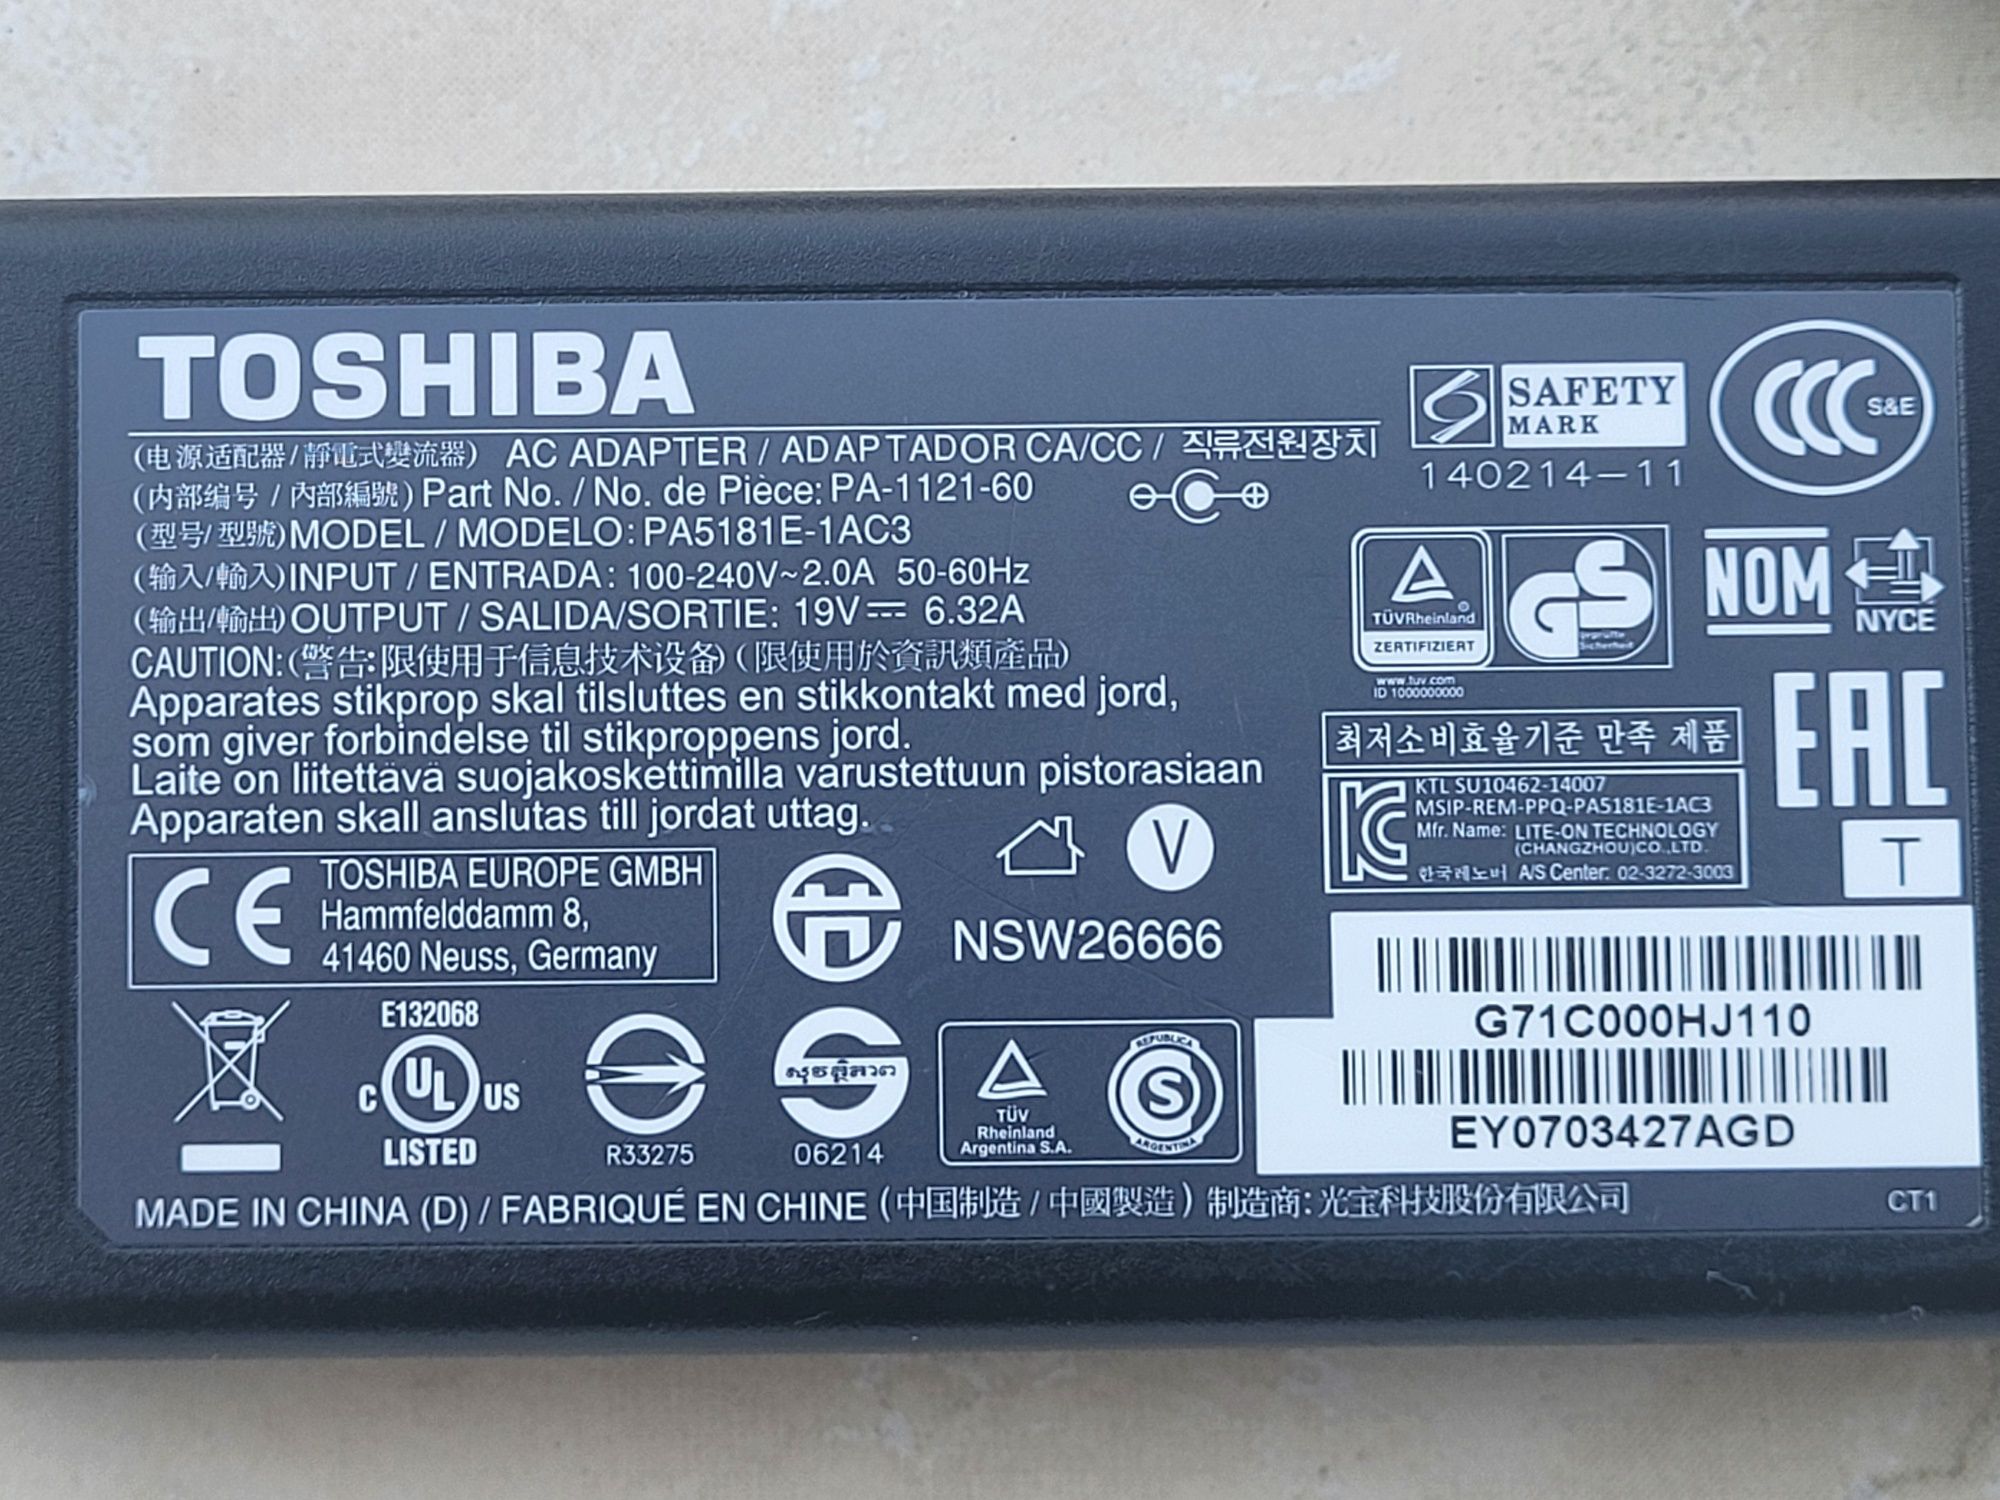 TOSHIBA
(电源适配器/靜電式變流器) AC ADAPTER / ADAPTADOR CA/CC / 직류전원장치
(内部编号 / 內部編號) Part No. / No. de Pièce: PA-1121-60
(型号/型號) MODEL / MODELO: PA5181E-1AC3
(输入/輸入) INPUT / ENTRADA: 100-240V~2.0A 50-60Hz
(输出/輸出) OUTPUT / SALIDA/SORTIE: 19V⎓ 6.32A
CAUTION: (警告:限使用于信息技术设备) (限使用於資訊類產品)
Apparates stikprop skal tilsluttes en stikkontakt med jord,
som giver forbindelse til stikproppens jord.
Laite on liitettävä suojakoskettimilla varustettuun pistorasiaan
Apparaten skall anslutas till jordat uttag.
CE
TOSHIBA EUROPE GMBH
Hammfelddamm 8,
41460 Neuss, Germany
V
NSW26666
E132068
C UL US
LISTED
R33275
06214
TÜV
Rheinland
Argentina S.A.
REPUBLICA
S
ARGENTINA
MADE IN CHINA (D) / FABRIQUÉ EN CHINE (中国制造 / 中國製造) 制造商: 光宝科技股份有限公司
SAFETY
MARK
140214-11
CCC S&E
TÜVRheinland®
ZERTIFIZIERT
www.tuv.com
ID 1000000000
GS
geprüfte
Sicherheit
NOM
NYCE
EAC
최저소비효율기준 만족 제품
KC
KTL SU10462-14007
MSIP-REM-PPQ-PA5181E-1AC3
Mfr. Name: LITE-ON TECHNOLOGY
(CHANGZHOU)CO.,LTD.
한국레노버 A/S Center: 02-3272-3003
T
G71C000HJ110
EY0703427AGD
CT1